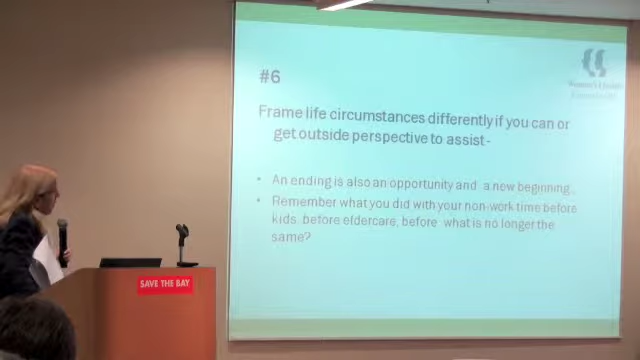 #6
Frame life circumstances differently if you can or
get outside perspective to assist -
• An ending is also an opportunity and a new beginning.
• Remember what you did with your non-work time before
kids before eldercare, before what is no longer the
same?
SAVE THE BAY